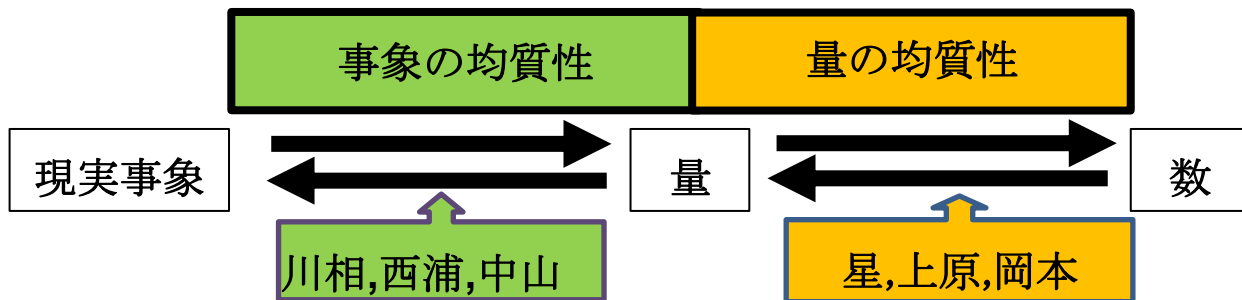 事象の均質性
量の均質性
現実事象
量
数
川相,西浦,中山
星,上原,岡本